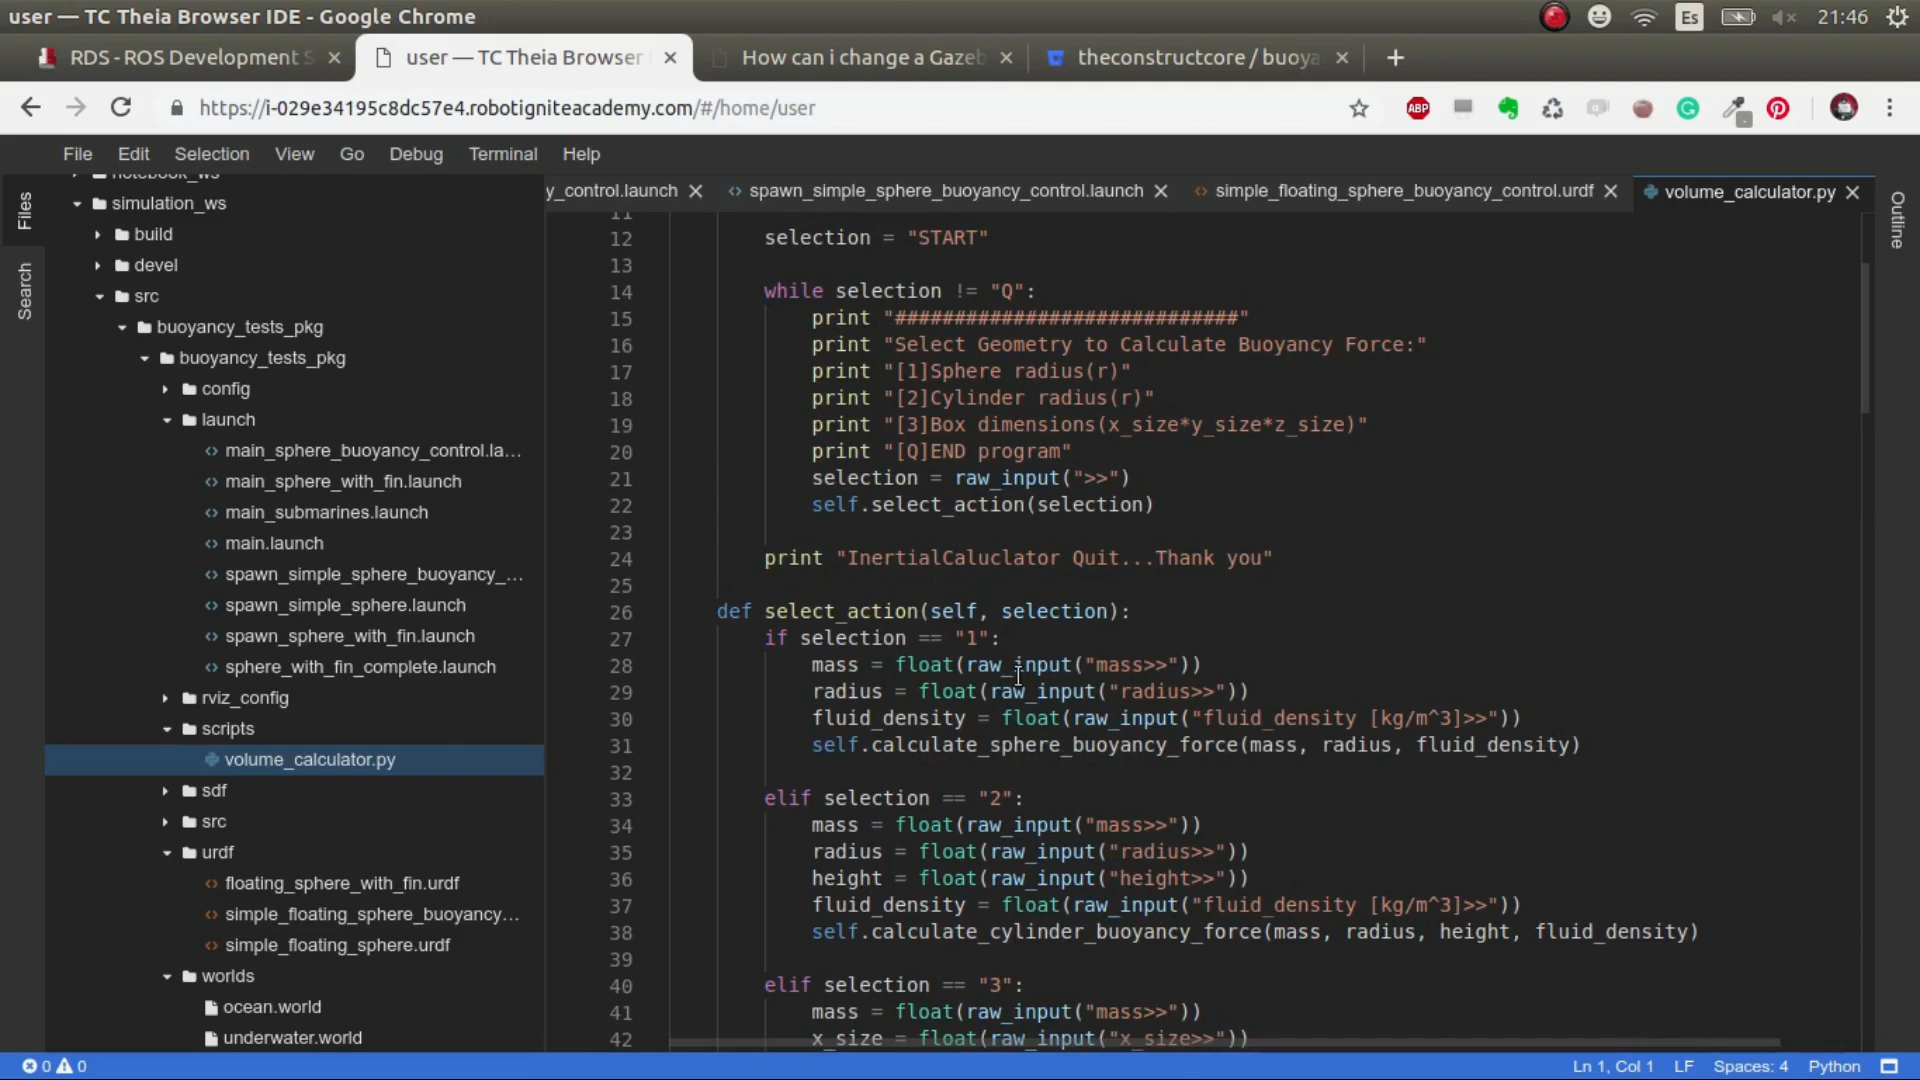 user — TC Theia Browser IDE - Google Chrome
Es
21:46
RDS - ROS Development S
user — TC Theia Browser
How can i change a Gazeb
theconstructcore / buoya
https://i-029e34195c8dc57e4.robotigniteacademy.com/#/home/user
ABP
File Edit Selection View Go Debug Terminal Help
Files
Search
Outline
y_control.launch
spawn_simple_sphere_buoyancy_control.launch
simple_floating_sphere_buoyancy_control.urdf
volume_calculator.py
notebook_ws
simulation_ws
build
devel
src
buoyancy_tests_pkg
buoyancy_tests_pkg
config
launch
main_sphere_buoyancy_control.la...
main_sphere_with_fin.launch
main_submarines.launch
main.launch
spawn_simple_sphere_buoyancy_...
spawn_simple_sphere.launch
spawn_sphere_with_fin.launch
sphere_with_fin_complete.launch
rviz_config
scripts
volume_calculator.py
sdf
src
urdf
floating_sphere_with_fin.urdf
simple_floating_sphere_buoyancy...
simple_floating_sphere.urdf
worlds
ocean.world
underwater.world
11
12 selection = "START"
13
14 while selection != "Q":
15 print "#############################"
16 print "Select Geometry to Calculate Buoyancy Force:"
17 print "[1]Sphere radius(r)"
18 print "[2]Cylinder radius(r)"
19 print "[3]Box dimensions(x_size*y_size*z_size)"
20 print "[Q]END program"
21 selection = raw_input(">>")
22 self.select_action(selection)
23
24 print "InertialCaluclator Quit...Thank you"
25
26 def select_action(self, selection):
27 if selection == "1":
28 mass = float(raw_input("mass>>"))
29 radius = float(raw_input("radius>>"))
30 fluid_density = float(raw_input("fluid_density [kg/m^3]>>"))
31 self.calculate_sphere_buoyancy_force(mass, radius, fluid_density)
32
33 elif selection == "2":
34 mass = float(raw_input("mass>>"))
35 radius = float(raw_input("radius>>"))
36 height = float(raw_input("height>>"))
37 fluid_density = float(raw_input("fluid_density [kg/m^3]>>"))
38 self.calculate_cylinder_buoyancy_force(mass, radius, height, fluid_density)
39
40 elif selection == "3":
41 mass = float(raw_input("mass>>"))
42 x_size = float(raw_input("x_size>>"))
0 0
Ln 1, Col 1 LF Spaces: 4 Python